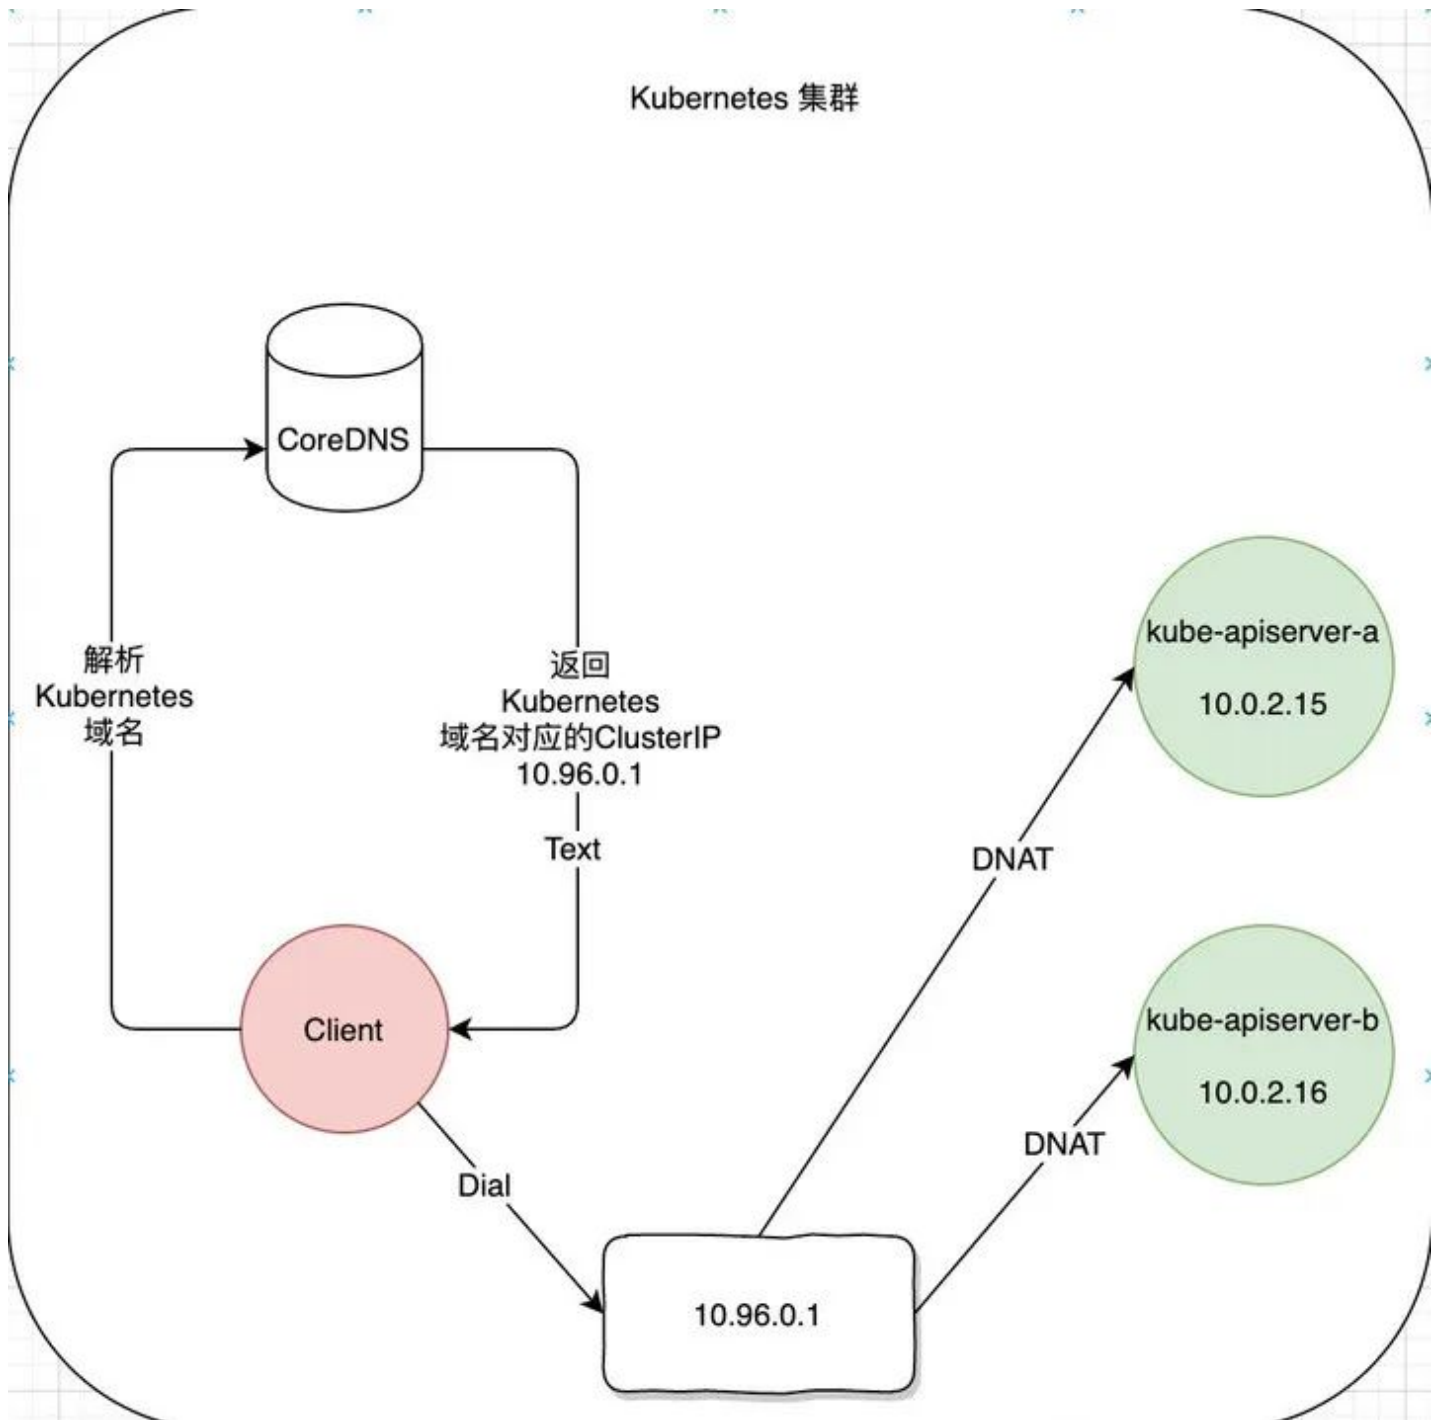 Kubernetes 集群
CoreDNS
解析
Kubernetes
域名
返回
Kubernetes
域名对应的ClusterIP
10.96.0.1
Text
Client
Dial
10.96.0.1
DNAT
kube-apiserver-a
10.0.2.15
DNAT
kube-apiserver-b
10.0.2.16